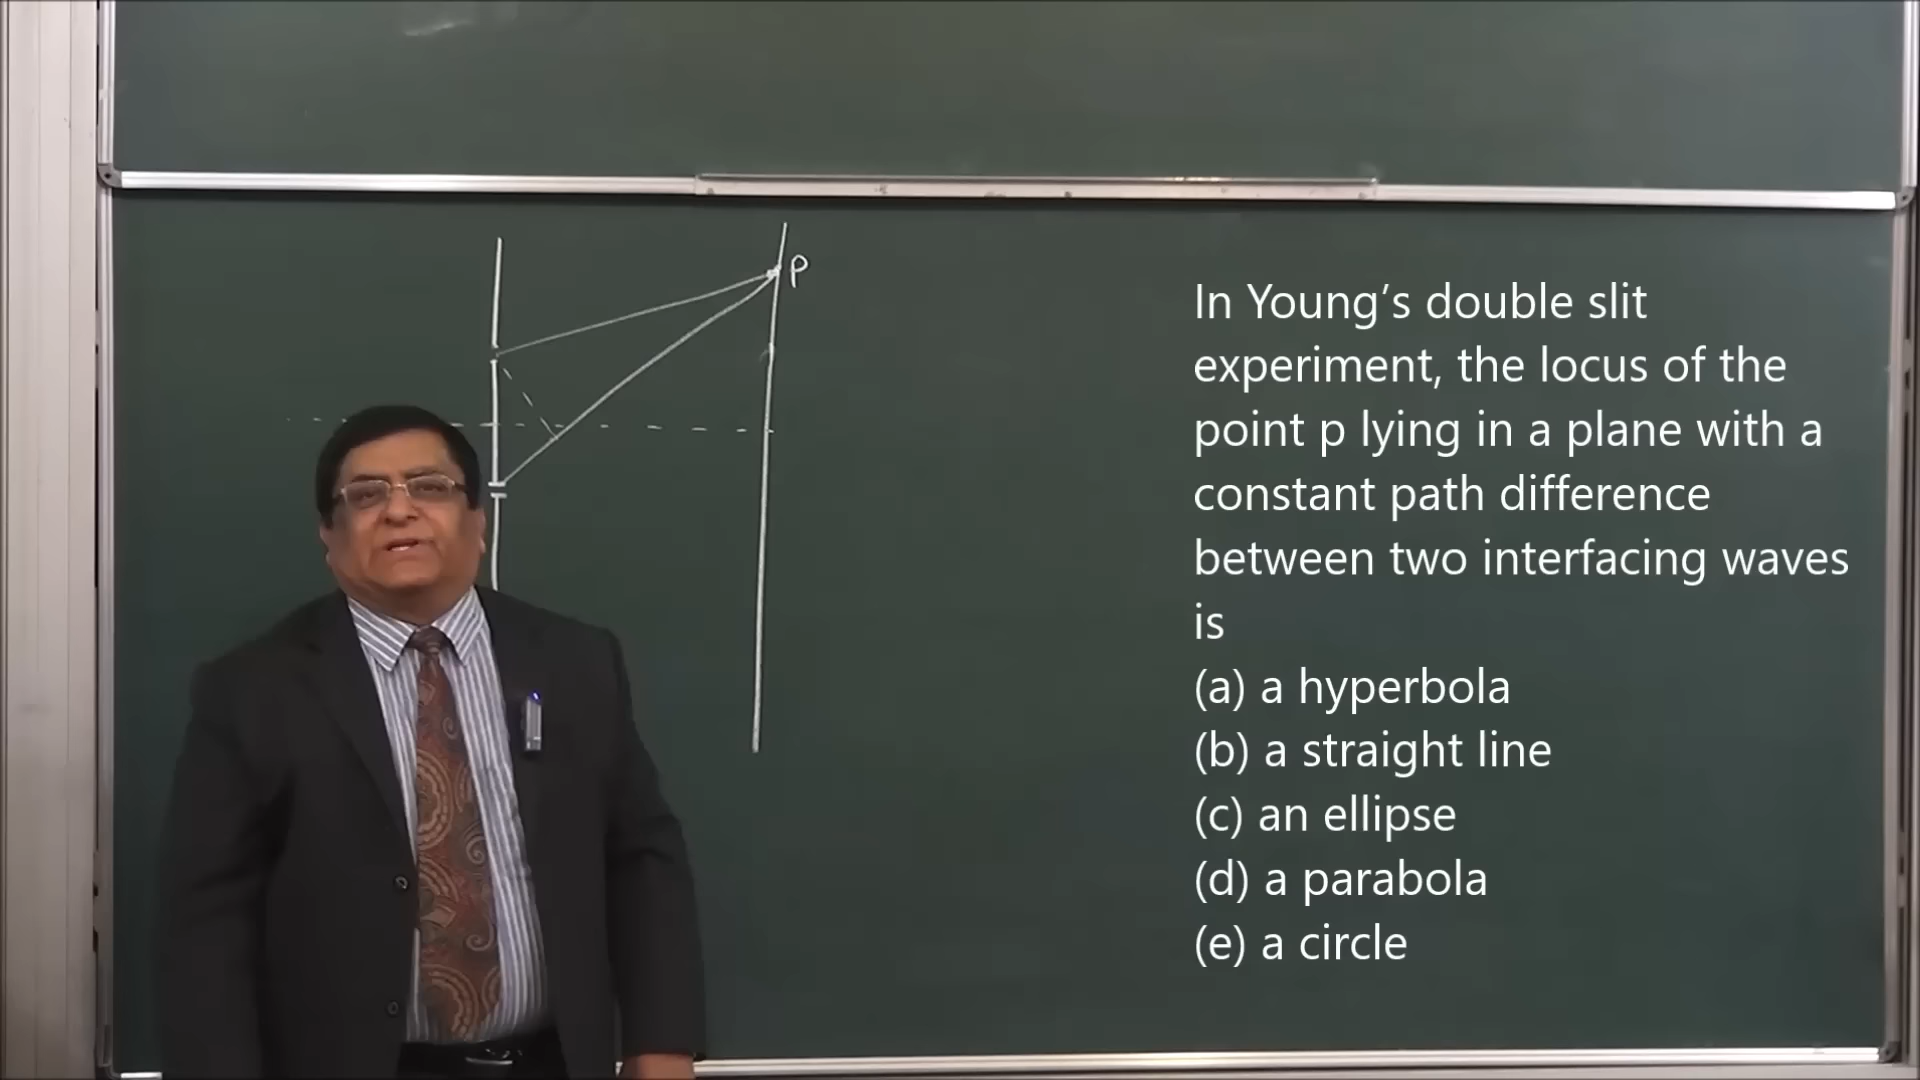 P
In Young’s double slit
experiment, the locus of the
point p lying in a plane with a
constant path difference
between two interfacing waves
is
(a) a hyperbola
(b) a straight line
(c) an ellipse
(d) a parabola
(e) a circle